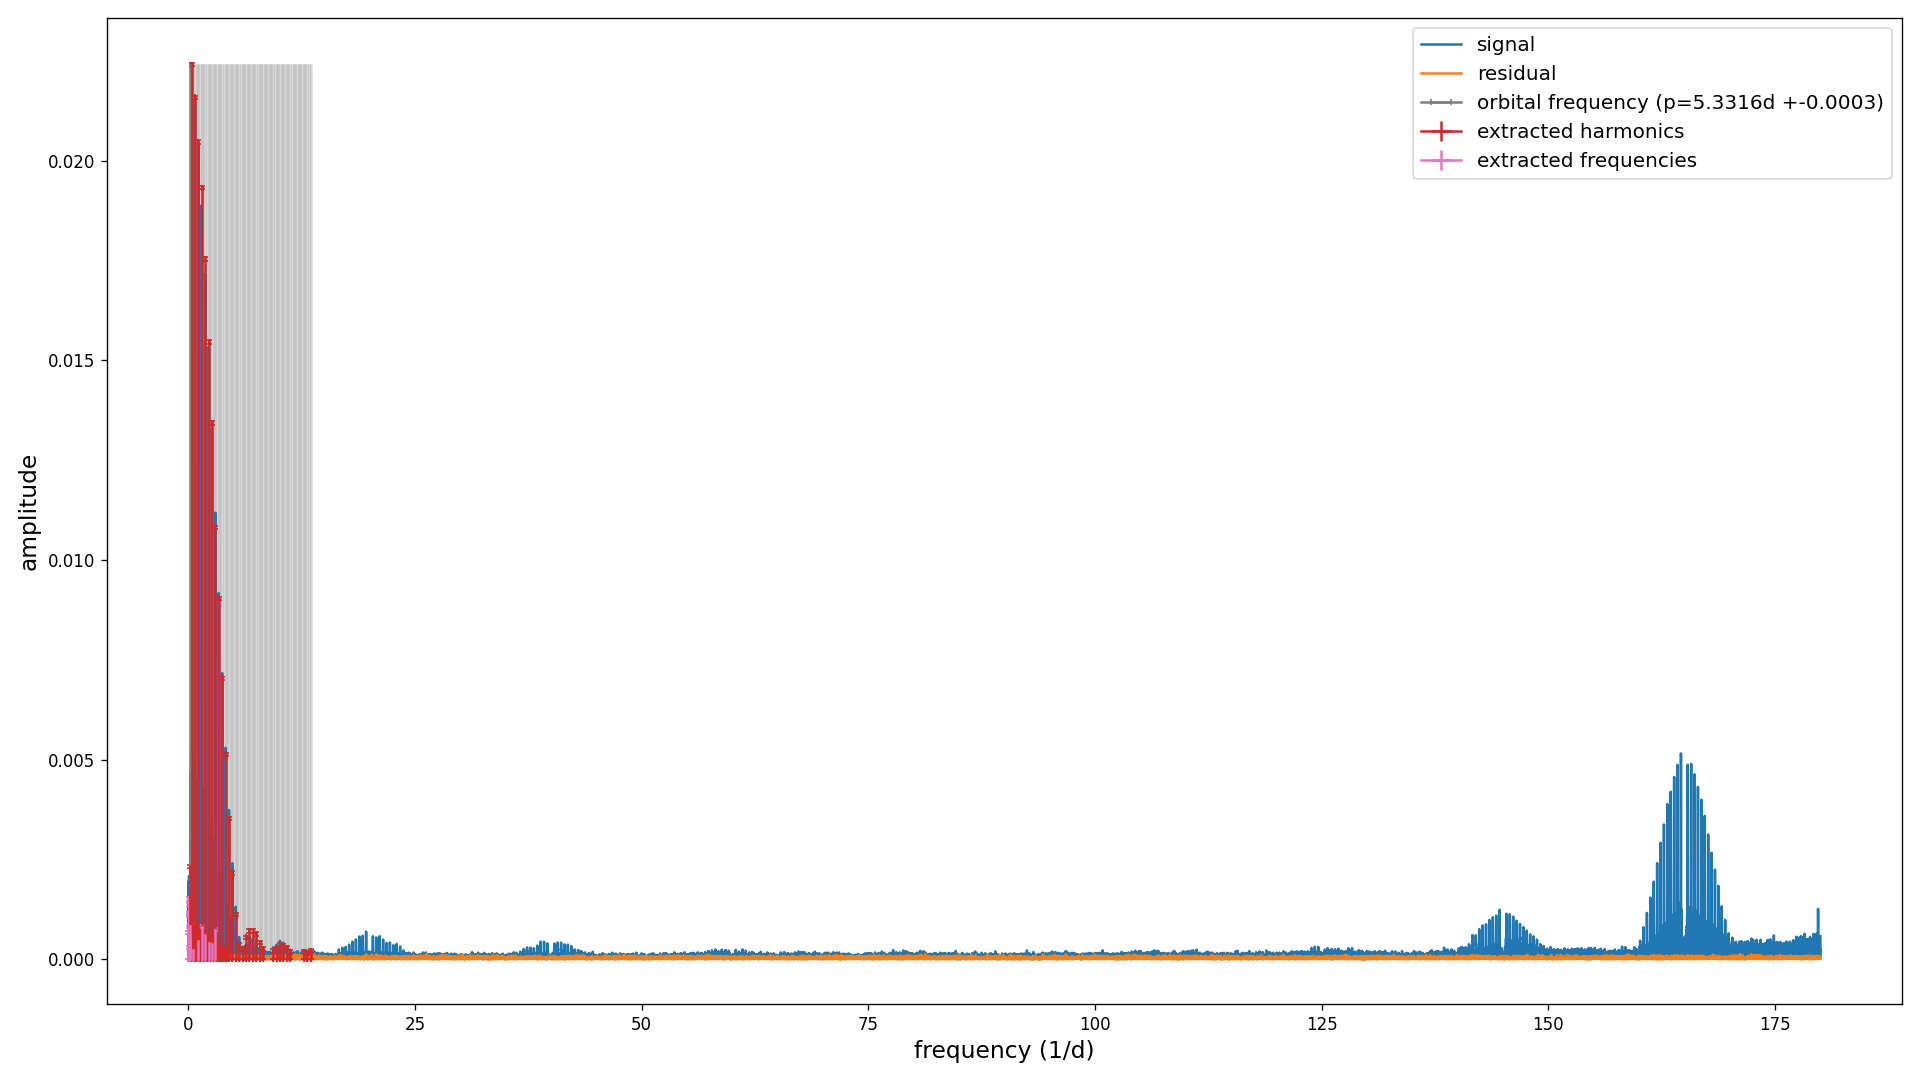 signal
residual
orbital frequency (p=5.3316d +-0.0003)
extracted harmonics
extracted frequencies
amplitude
0.020
0.015
0.010
0.005
0.000
0 25 50 75 100 125 150 175
frequency (1/d)